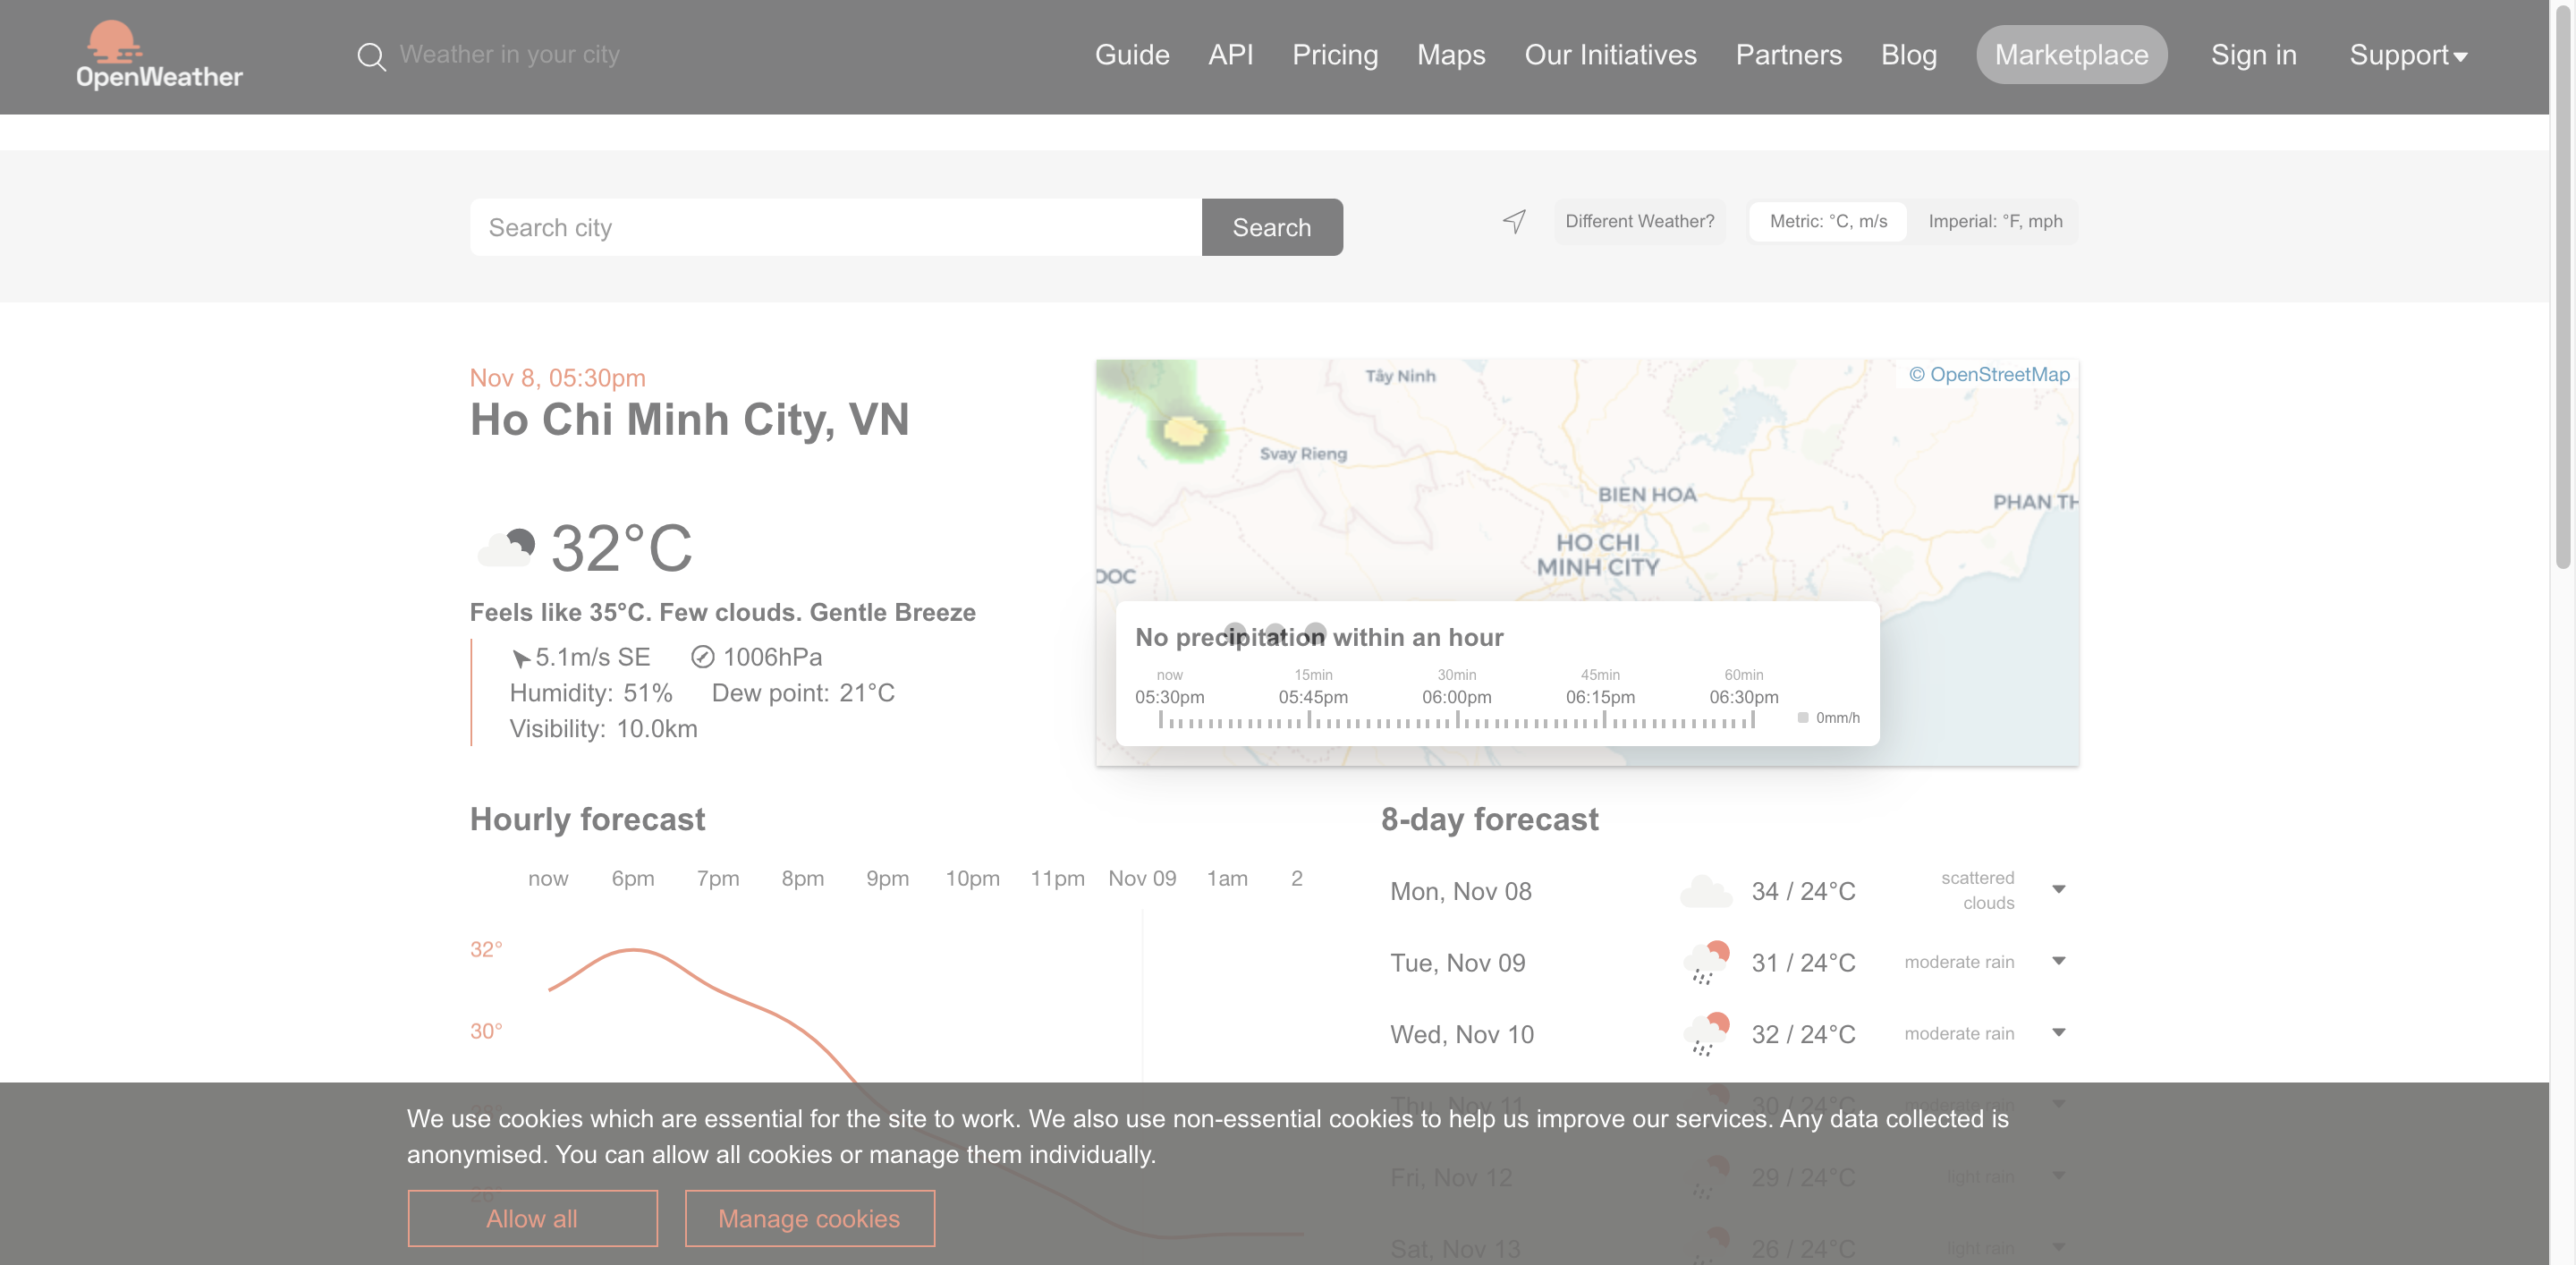 OpenWeather
Weather in your city
Guide API Pricing Maps Our Initiatives Partners Blog Marketplace Sign in Support
Search city
Search
Different Weather?
Metric: °C, m/s
Imperial: °F, mph
Nov 8, 05:30pm
Ho Chi Minh City, VN
32°C
Feels like 35°C. Few clouds. Gentle Breeze
5.1m/s SE 1006hPa
Humidity: 51% Dew point: 21°C
Visibility: 10.0km
© OpenStreetMap
Tây Ninh
Svay Rieng
BIEN HOA
PHAN TH
HO CHI
MINH CITY
DOC
No precipitation within an hour
now 15min 30min 45min 60min
05:30pm 05:45pm 06:00pm 06:15pm 06:30pm
0mm/h
Hourly forecast
now 6pm 7pm 8pm 9pm 10pm 11pm Nov 09 1am 2
32°
30°
28°
26°
8-day forecast
Mon, Nov 08 34 / 24°C scattered
clouds
Tue, Nov 09 31 / 24°C moderate rain
Wed, Nov 10 32 / 24°C moderate rain
Thu, Nov 11 30 / 24°C moderate rain
Fri, Nov 12 29 / 24°C light rain
Sat, Nov 13 26 / 24°C light rain
We use cookies which are essential for the site to work. We also use non-essential cookies to help us improve our services. Any data collected is
anonymised. You can allow all cookies or manage them individually.
Allow all
Manage cookies